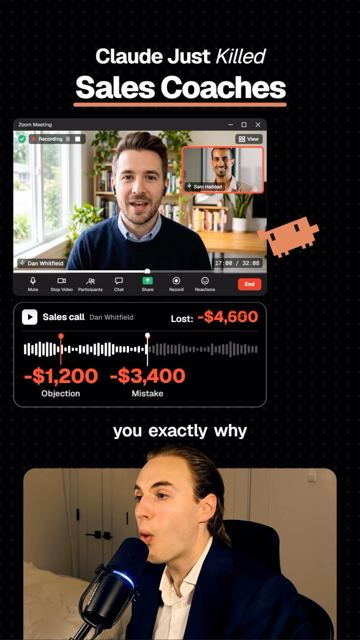 Claude Just Killed
Sales Coaches
Zoom Meeting
Recording
View
Sam Haddad
Dan Whitfield
17:00 / 32:08
Mute
Stop Video
Participants
Chat
Share
Record
Reactions
End
Sales call Dan Whitfield
Lost: -$4,600
-$1,200 -$3,400
Objection Mistake
you exactly why